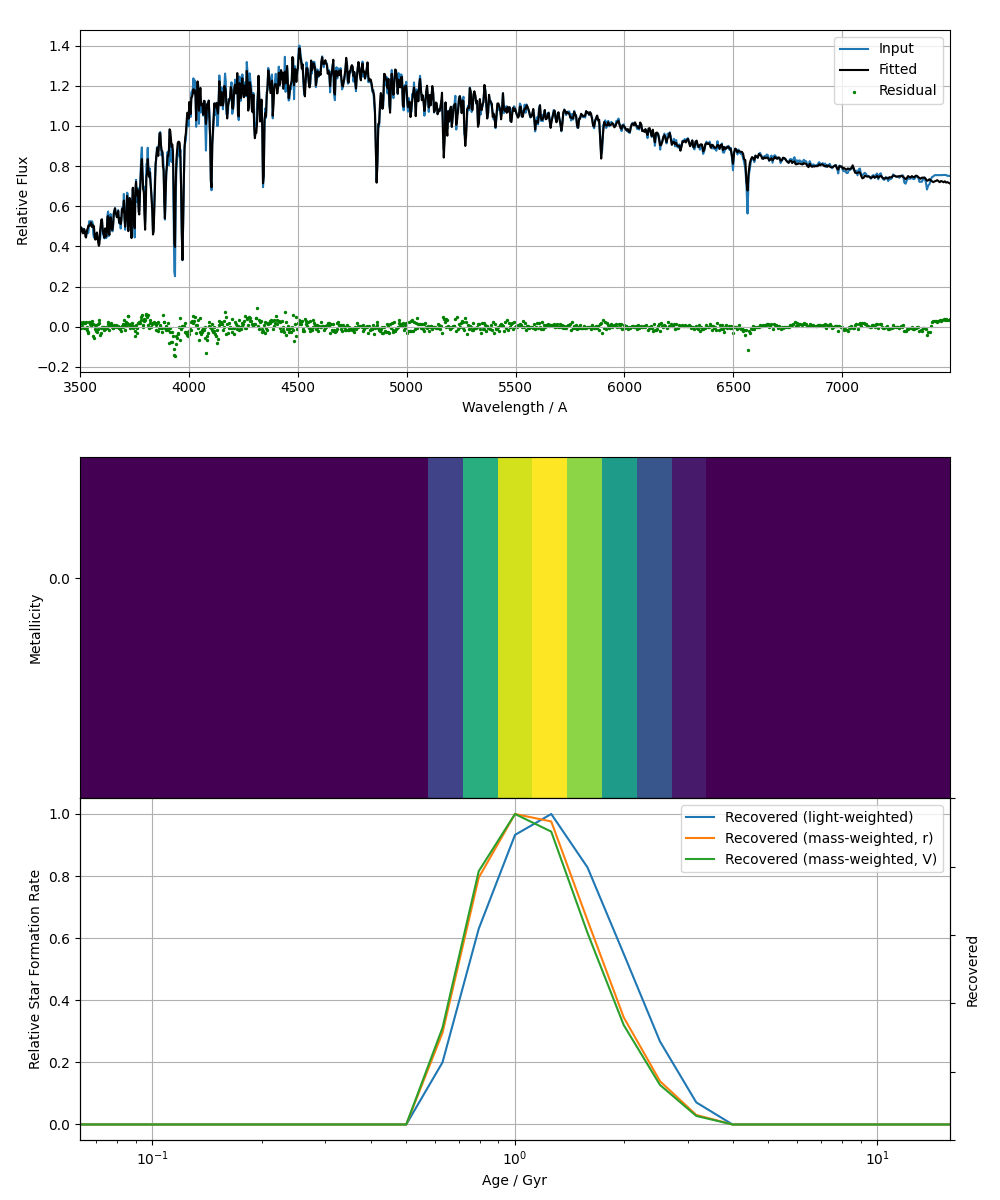 1.4
1.2
1.0
0.8
0.6
0.4
0.2
0.0
−0.2
Relative Flux
Input
Fitted
Residual
3500 4000 4500 5000 5500 6000 6500 7000
Wavelength / A
0.0
Metallicity
1.0
0.8
0.6
0.4
0.2
0.0
Relative Star Formation Rate
Recovered (light-weighted)
Recovered (mass-weighted, r)
Recovered (mass-weighted, V)
Recovered
10⁻¹ 10⁰ 10¹
Age / Gyr